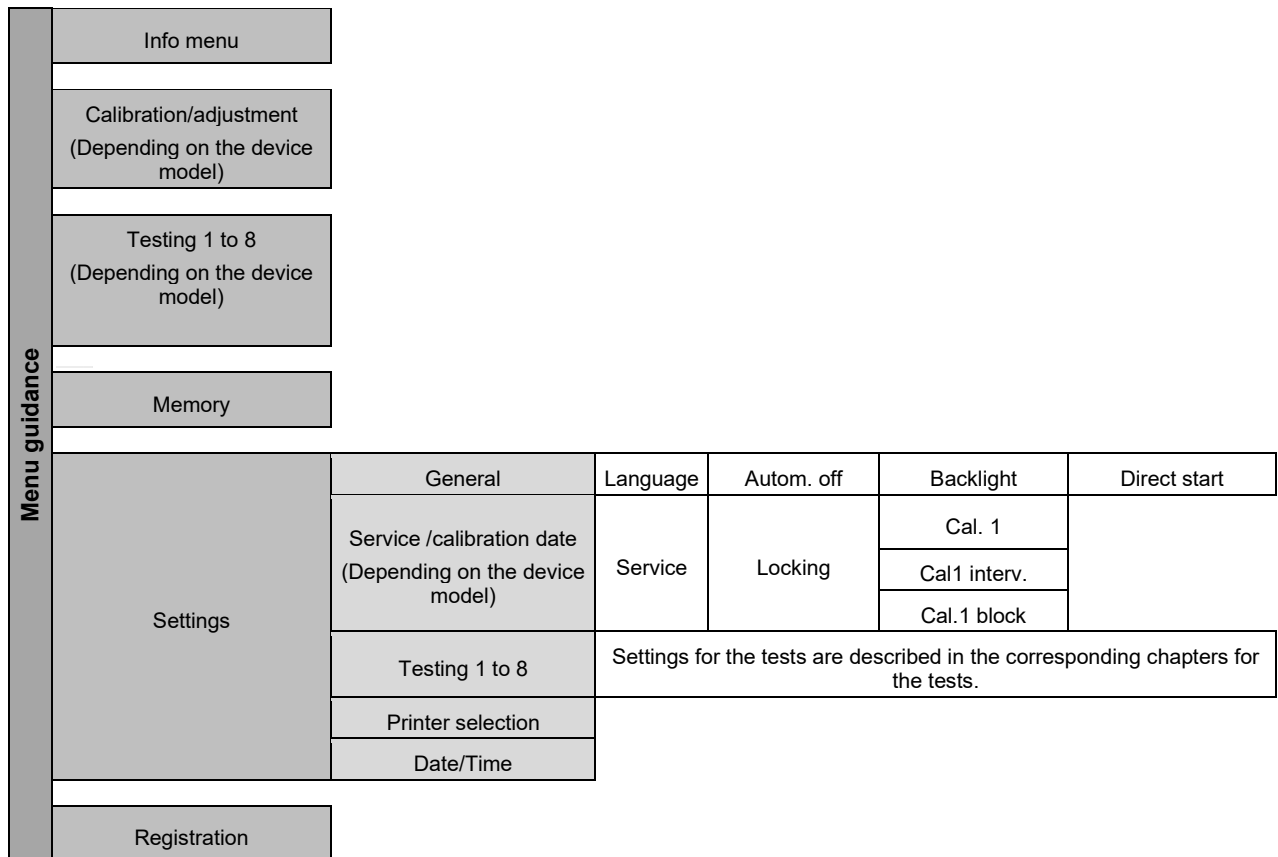 Menu guidance
Info menu
Calibration/adjustment
(Depending on the device
model)
Testing 1 to 8
(Depending on the device
model)
Memory
Settings
General
Language
Autom. off
Backlight
Direct start
Service /calibration date
(Depending on the device
model)
Service
Locking
Cal. 1
Cal1 interv.
Cal.1 block
Testing 1 to 8
Settings for the tests are described in the corresponding chapters for
the tests.
Printer selection
Date/Time
Registration